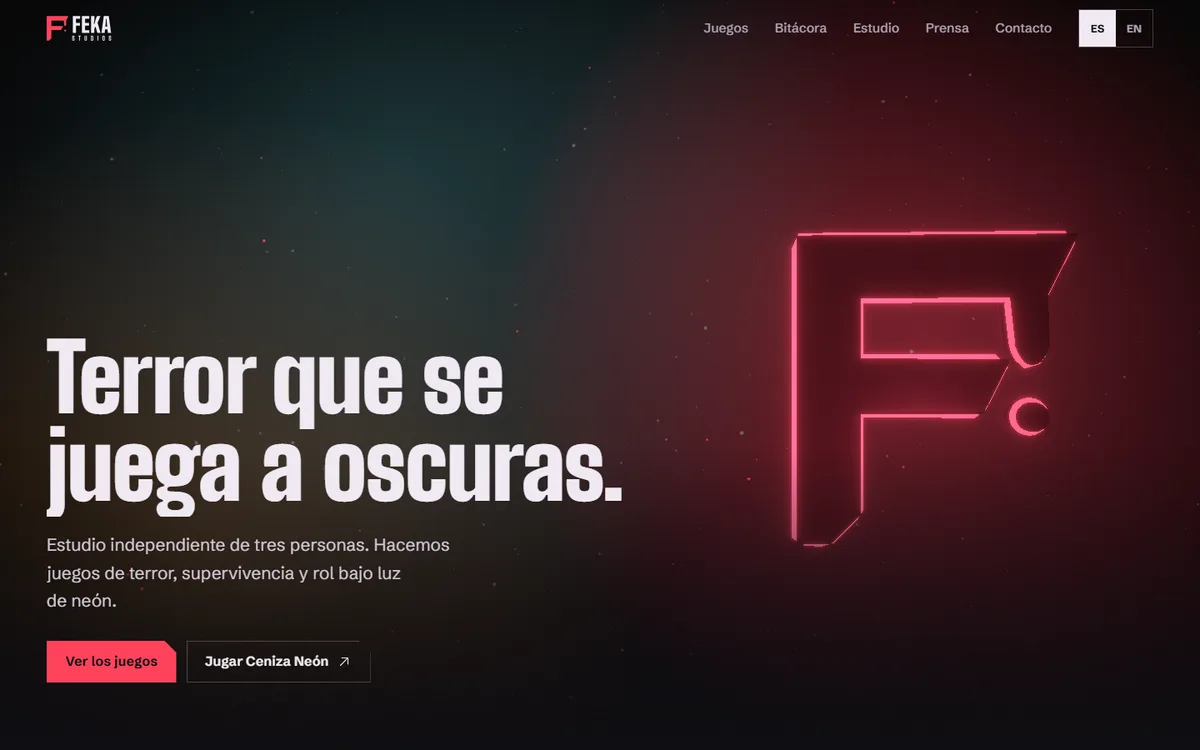 FEKA
STUDIOS
Juegos
Bitácora
Estudio
Prensa
Contacto
ES
EN
Terror que se
juega a oscuras.
Estudio independiente de tres personas. Hacemos
juegos de terror, supervivencia y rol bajo luz
de neón.
Ver los juegos
Jugar Ceniza Neón